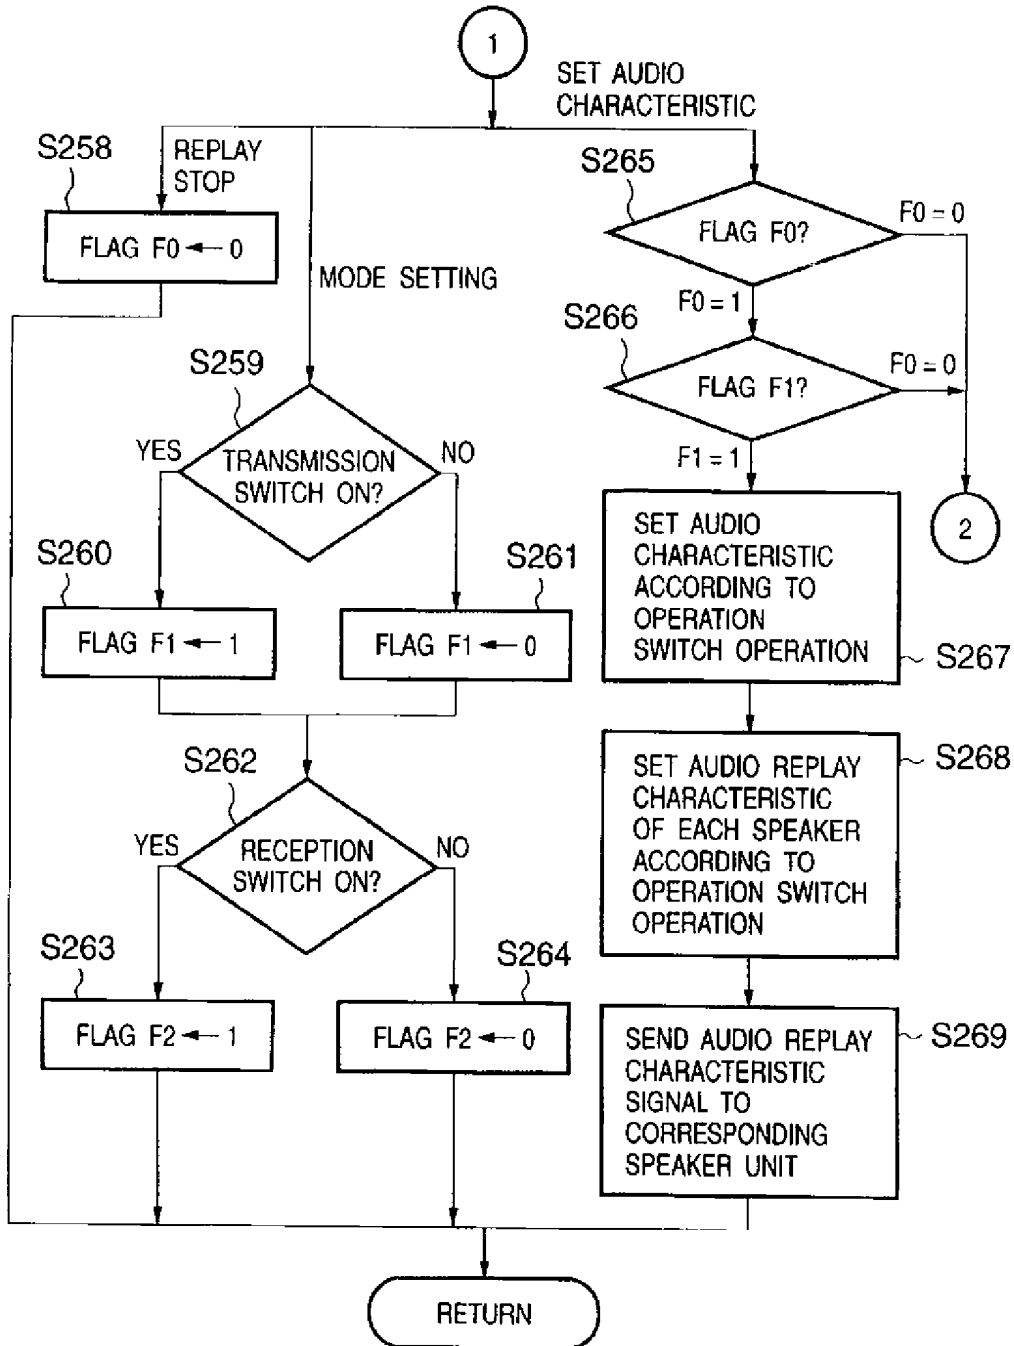 1
SET AUDIO
CHARACTERISTIC
S258
REPLAY
STOP
FLAG F0 ← 0
MODE SETTING
S259
YES
TRANSMISSION
SWITCH ON?
NO
S260
FLAG F1 ← 1
S261
FLAG F1 ← 0
S262
YES
RECEPTION
SWITCH ON?
NO
S263
FLAG F2 ← 1
S264
FLAG F2 ← 0
S265
FLAG F0?
F0 = 0
F0 = 1
S266
FLAG F1?
F0 = 0
F1 = 1
2
SET AUDIO
CHARACTERISTIC
ACCORDING TO
OPERATION
SWITCH OPERATION
S267
SET AUDIO REPLAY
CHARACTERISTIC
OF EACH SPEAKER
ACCORDING TO
OPERATION SWITCH
OPERATION
S268
SEND AUDIO REPLAY
CHARACTERISTIC
SIGNAL TO
CORRESPONDING
SPEAKER UNIT
S269
RETURN